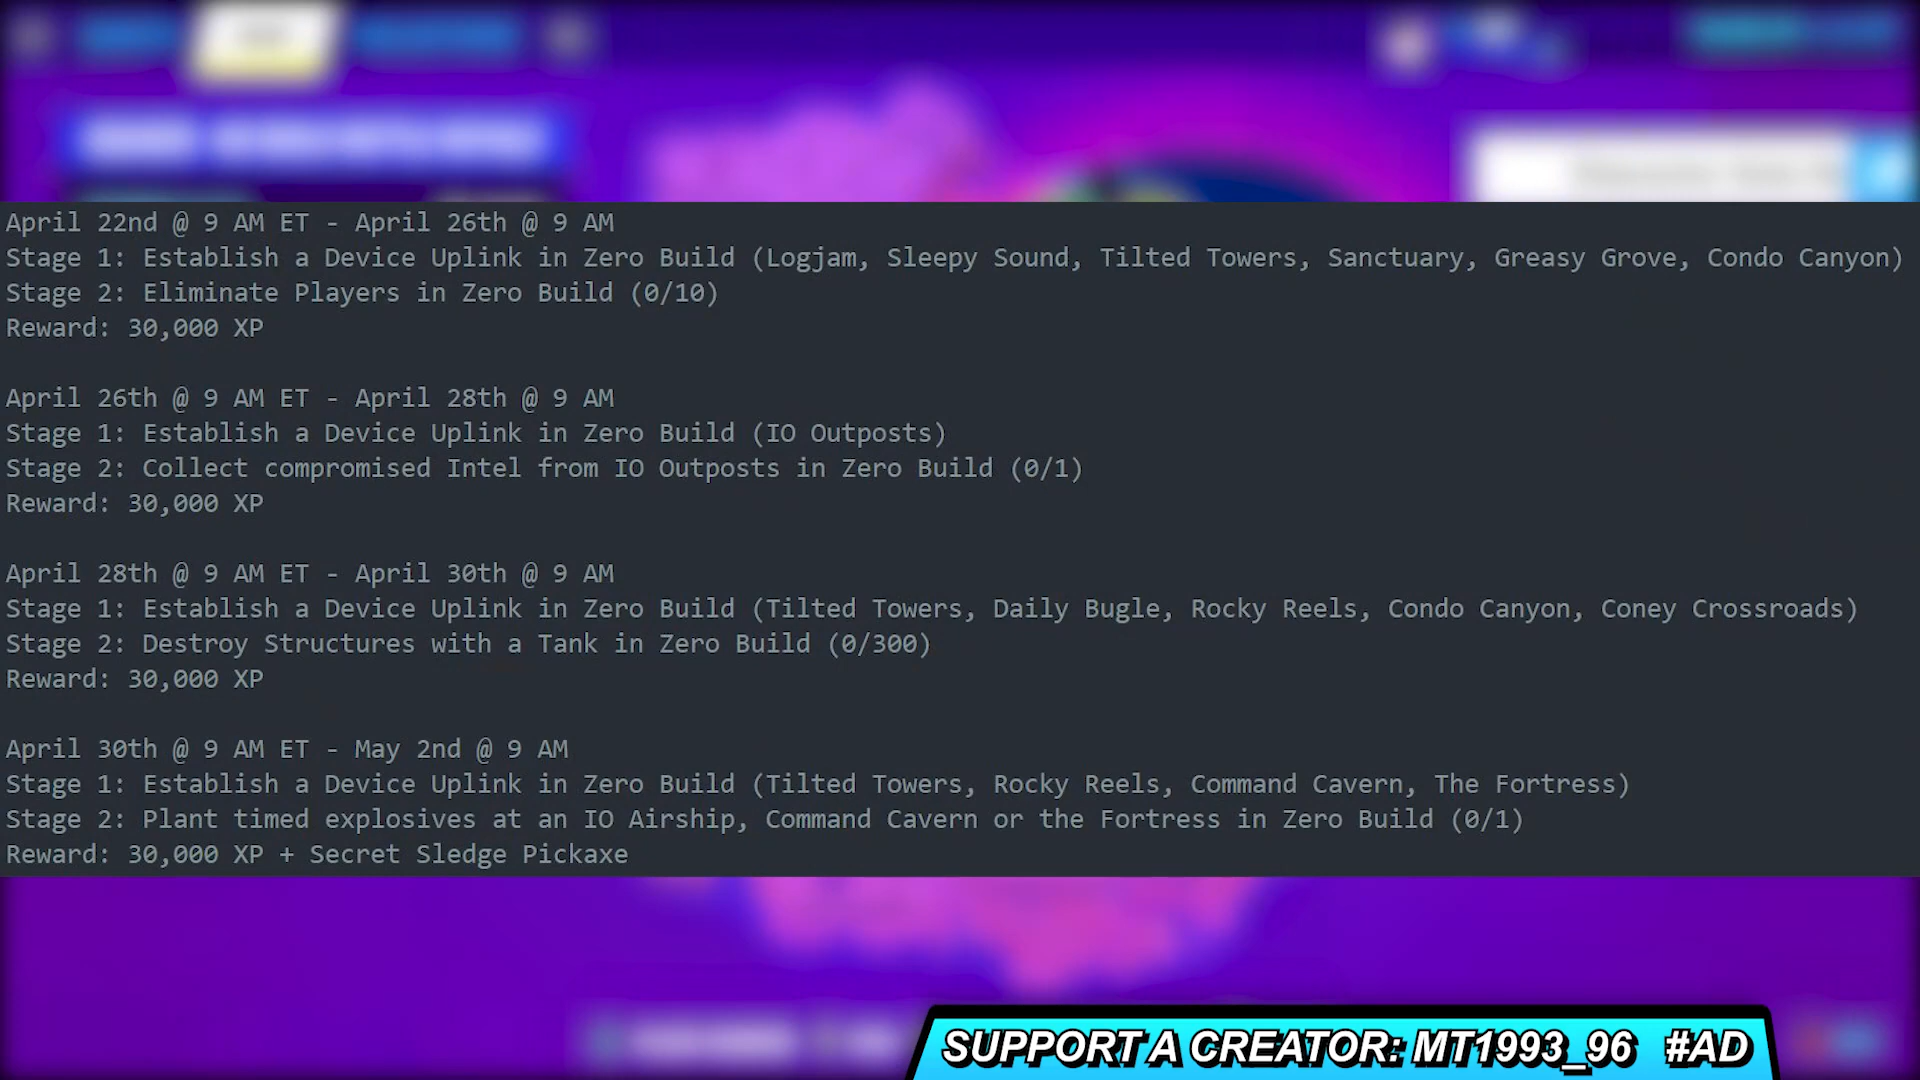 April 22nd @ 9 AM ET - April 26th @ 9 AM
Stage 1: Establish a Device Uplink in Zero Build (Logjam, Sleepy Sound, Tilted Towers, Sanctuary, Greasy Grove, Condo Canyon)
Stage 2: Eliminate Players in Zero Build (0/10)
Reward: 30,000 XP
April 26th @ 9 AM ET - April 28th @ 9 AM
Stage 1: Establish a Device Uplink in Zero Build (IO Outposts)
Stage 2: Collect compromised Intel from IO Outposts in Zero Build (0/1)
Reward: 30,000 XP
April 28th @ 9 AM ET - April 30th @ 9 AM
Stage 1: Establish a Device Uplink in Zero Build (Tilted Towers, Daily Bugle, Rocky Reels, Condo Canyon, Coney Crossroads)
Stage 2: Destroy Structures with a Tank in Zero Build (0/300)
Reward: 30,000 XP
April 30th @ 9 AM ET - May 2nd @ 9 AM
Stage 1: Establish a Device Uplink in Zero Build (Tilted Towers, Rocky Reels, Command Cavern, The Fortress)
Stage 2: Plant timed explosives at an IO Airship, Command Cavern or the Fortress in Zero Build (0/1)
Reward: 30,000 XP + Secret Sledge Pickaxe
SUPPORT A CREATOR: MT1993_96 #AD